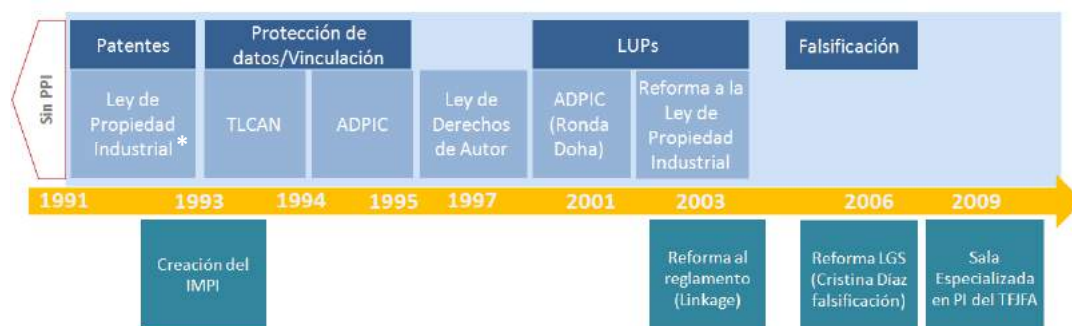 Sin PPI
Patentes
Protección de
datos/Vinculación
LUPs
Falsificación
Ley de
Propiedad
Industrial *
TLCAN
ADPIC
Ley de
Derechos
de Autor
ADPIC
(Ronda
Doha)
Reforma a la
Ley de
Propiedad
Industrial
1991 1993 1994 1995 1997 2001 2003 2006 2009
Creación del
IMPI
Reforma al
reglamento
(Linkage)
Reforma LGS
(Cristina Díaz
falsificación)
Sala
Especializada
en PI del TFJFA